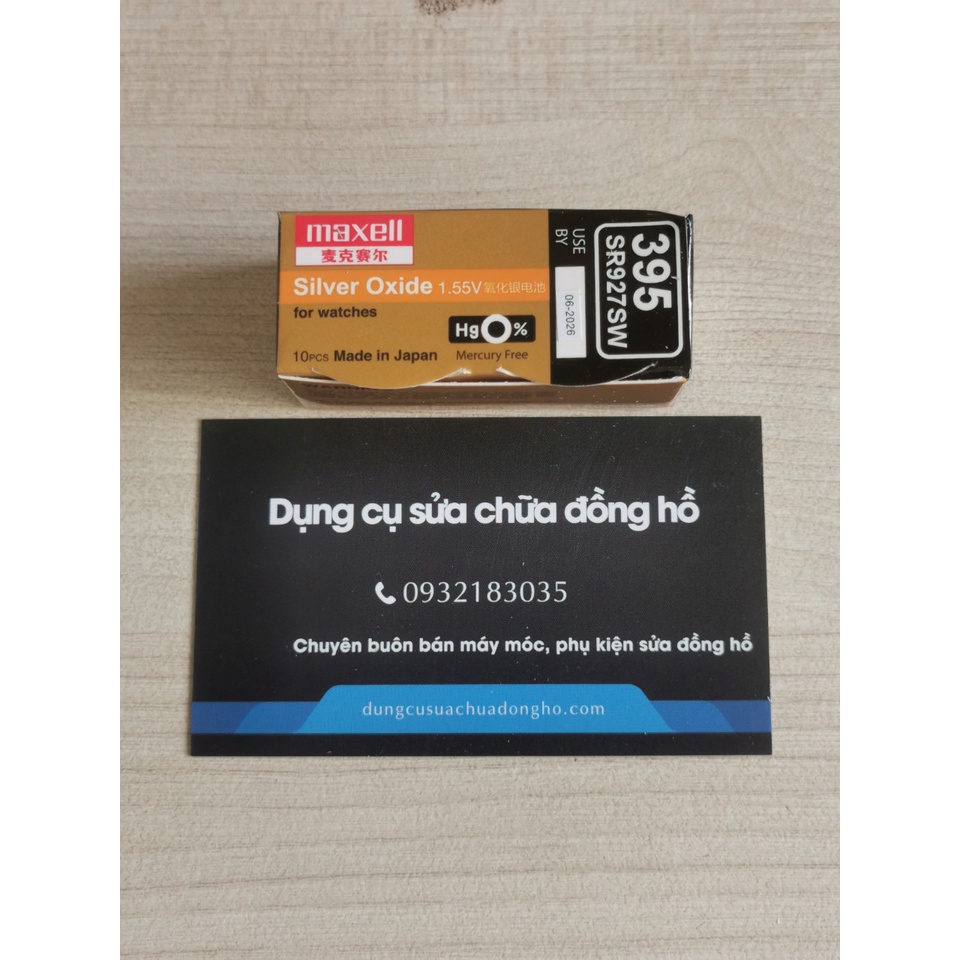 maxell
麦克赛尔
Silver Oxide 1.55V 氧化银电池
for watches
Hg 0%
10PCS Made in Japan
Mercury Free
USE BY
06-2026
395
SR927SW
Dụng cụ sửa chữa đồng hồ
0932183035
Chuyên buôn bán máy móc, phụ kiện sửa đồng hồ
dungcusuachuadongho.com